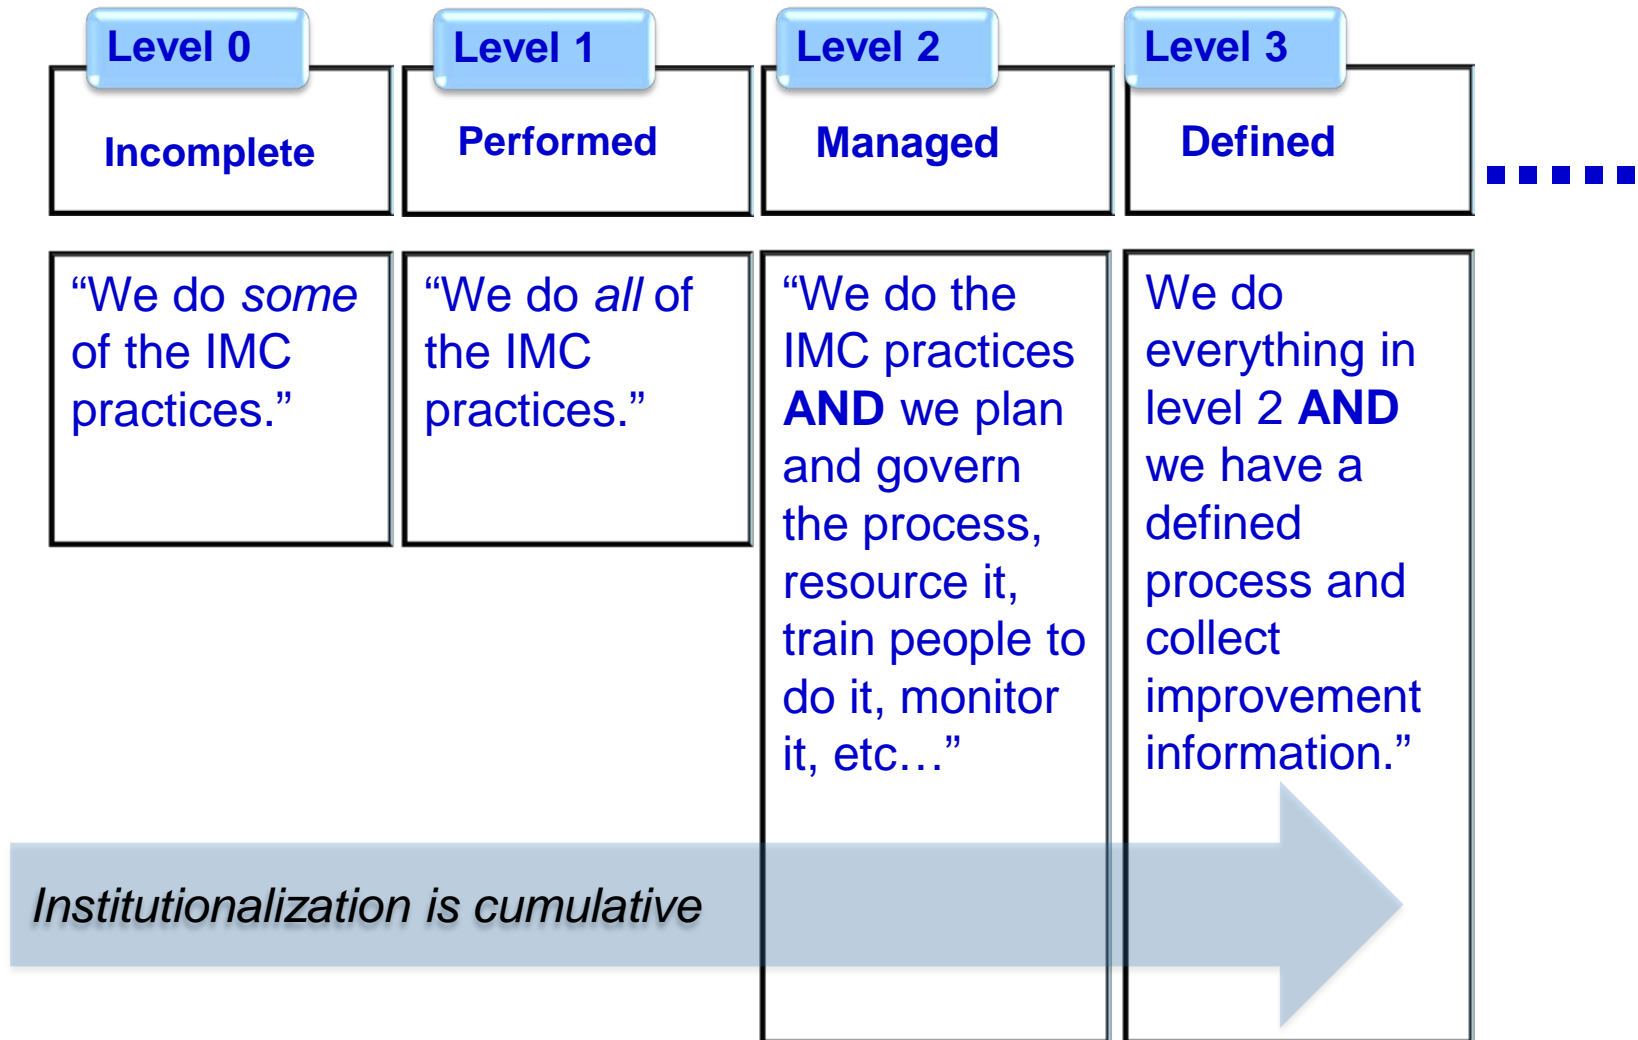 Level 0
Incomplete
“We do some
of the IMC
practices.”
Level 1
Performed
“We do all of
the IMC
practices.”
Level 2
Managed
“We do the
IMC practices
AND we plan
and govern
the process,
resource it,
train people to
do it, monitor
it, etc…”
Level 3
Defined
We do
everything in
level 2 AND
we have a
defined
process and
collect
improvement
information.”
Institutionalization is cumulative